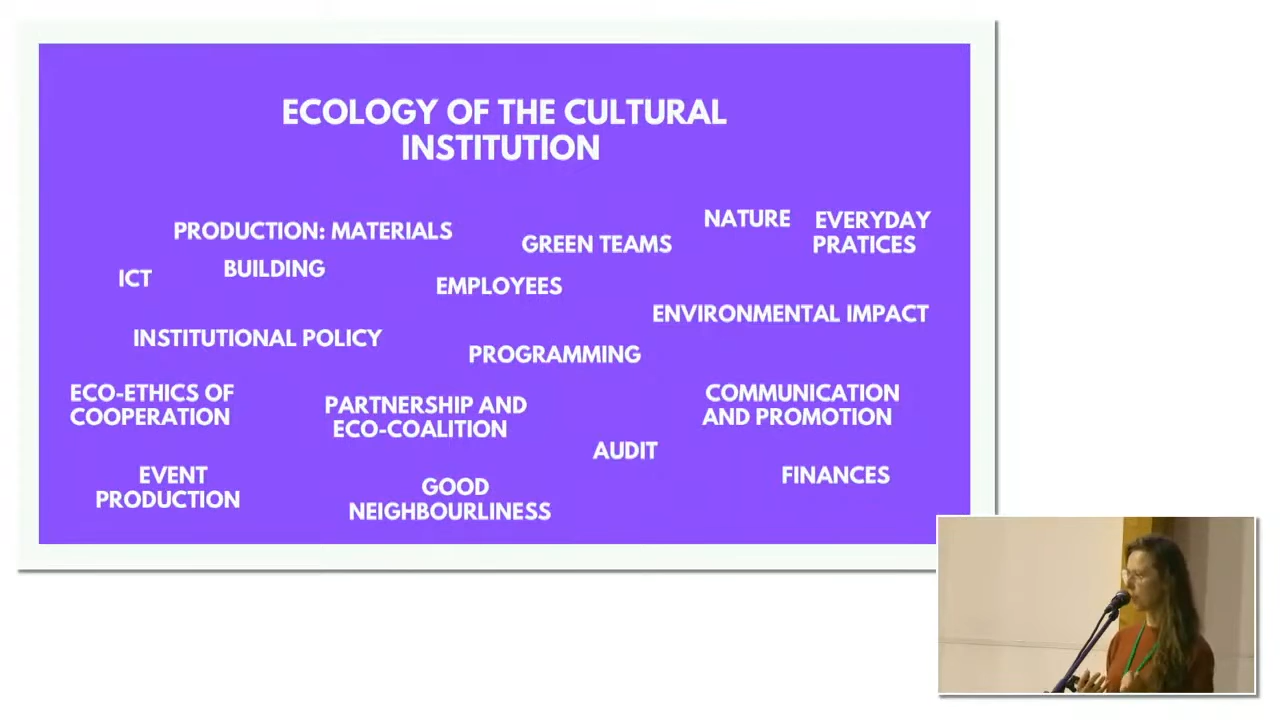 ECOLOGY OF THE CULTURAL
INSTITUTION
PRODUCTION: MATERIALS
GREEN TEAMS
NATURE
EVERYDAY
PRATICES
ICT
BUILDING
EMPLOYEES
ENVIRONMENTAL IMPACT
INSTITUTIONAL POLICY
PROGRAMMING
ECO-ETHICS OF
COOPERATION
PARTNERSHIP AND
ECO-COALITION
COMMUNICATION
AND PROMOTION
AUDIT
EVENT
PRODUCTION
GOOD
NEIGHBOURLINESS
FINANCES